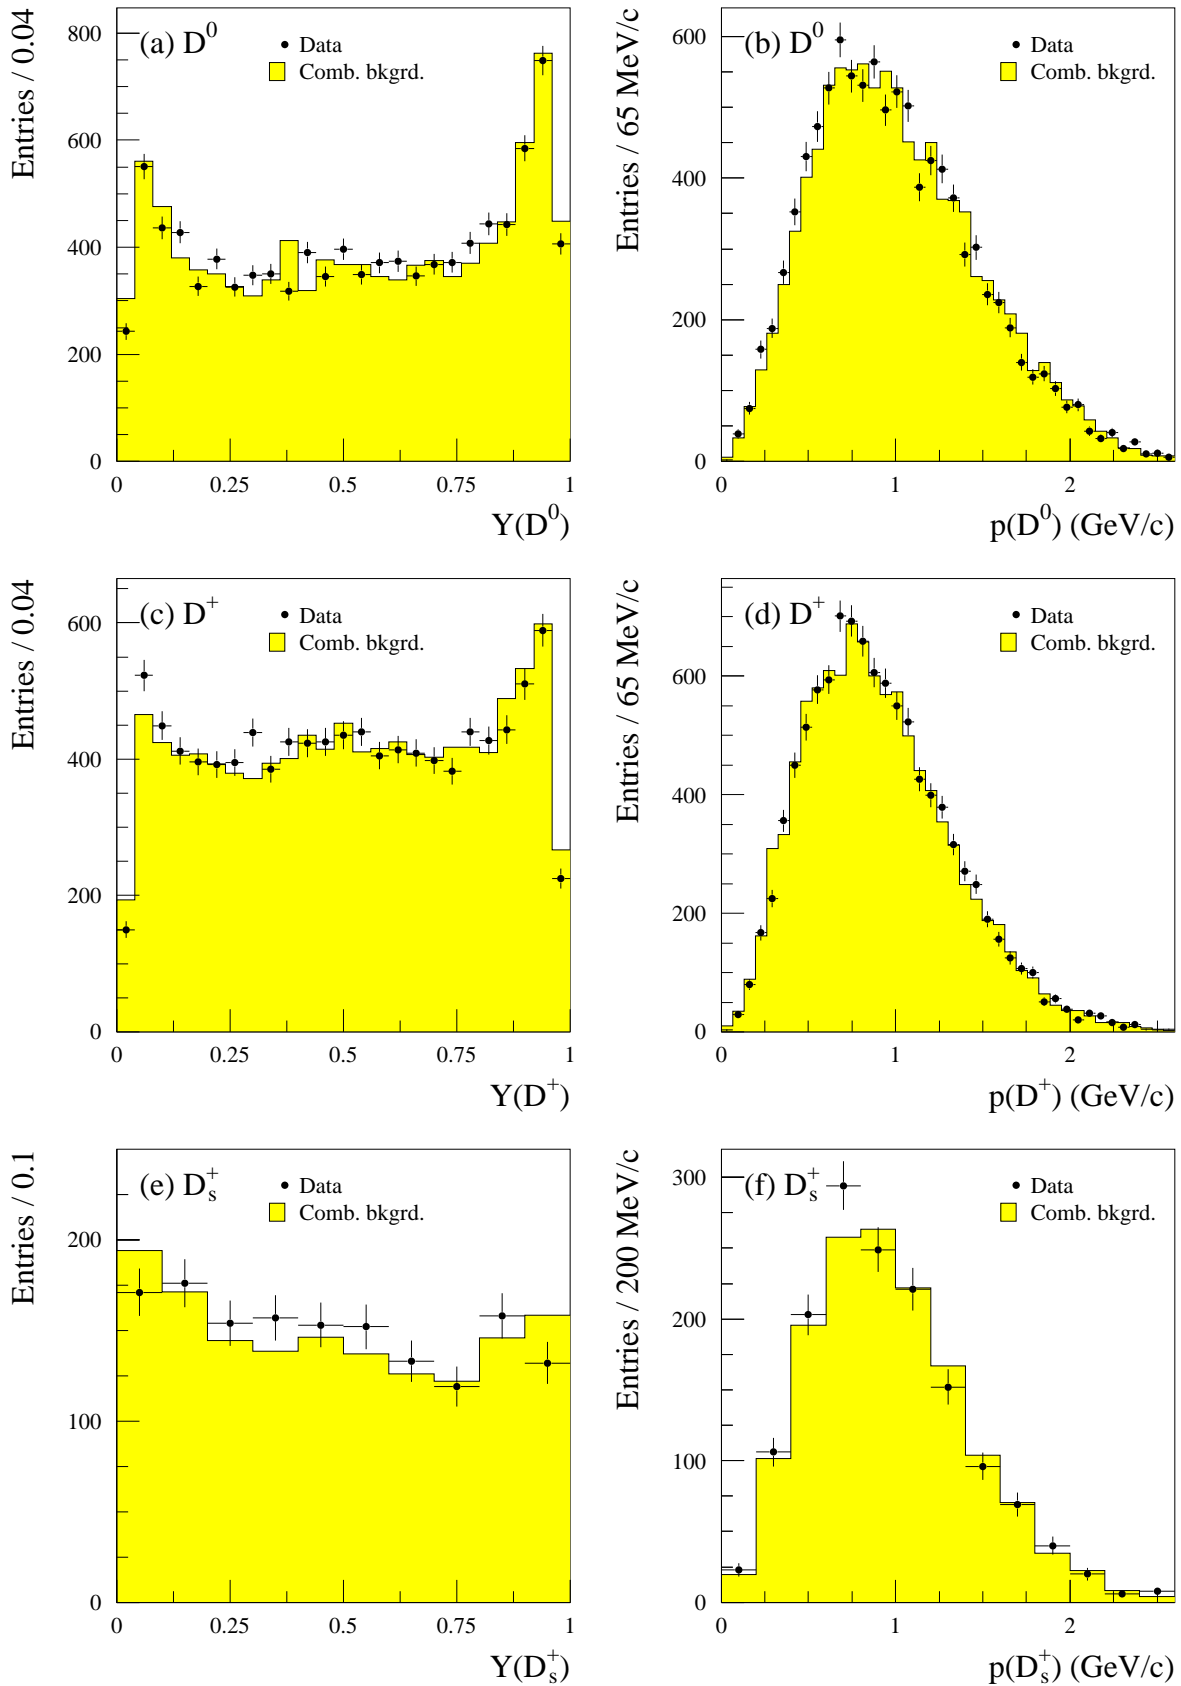 Entries / 0.04
(a) D⁰
Data
Comb. bkgrd.
800
600
400
200
0
0 0.25 0.5 0.75 1
Y(D⁰)
Entries / 65 MeV/c
(b) D⁰
Data
Comb. bkgrd.
600
400
200
0
0 1 2
p(D⁰) (GeV/c)
Entries / 0.04
(c) D⁺
Data
Comb. bkgrd.
600
400
200
0
0 0.25 0.5 0.75 1
Y(D⁺)
Entries / 65 MeV/c
(d) D⁺
Data
Comb. bkgrd.
600
400
200
0
0 1 2
p(D⁺) (GeV/c)
Entries / 0.1
(e) Dₛ⁺
Data
Comb. bkgrd.
200
100
0
0 0.25 0.5 0.75 1
Y(Dₛ⁺)
Entries / 200 MeV/c
(f) Dₛ⁺
Data
Comb. bkgrd.
300
200
100
0
0 1 2
p(Dₛ⁺) (GeV/c)